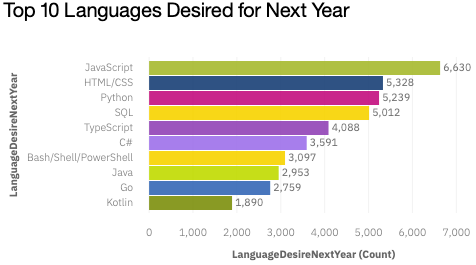 Top 10 Languages Desired for Next Year
LanguageDesireNextYear
JavaScript 6,630
HTML/CSS 5,328
Python 5,239
SQL 5,012
TypeScript 4,088
C# 3,591
Bash/Shell/PowerShell 3,097
Java 2,953
Go 2,759
Kotlin 1,890
0 1,000 2,000 3,000 4,000 5,000 6,000 7,000
LanguageDesireNextYear (Count)